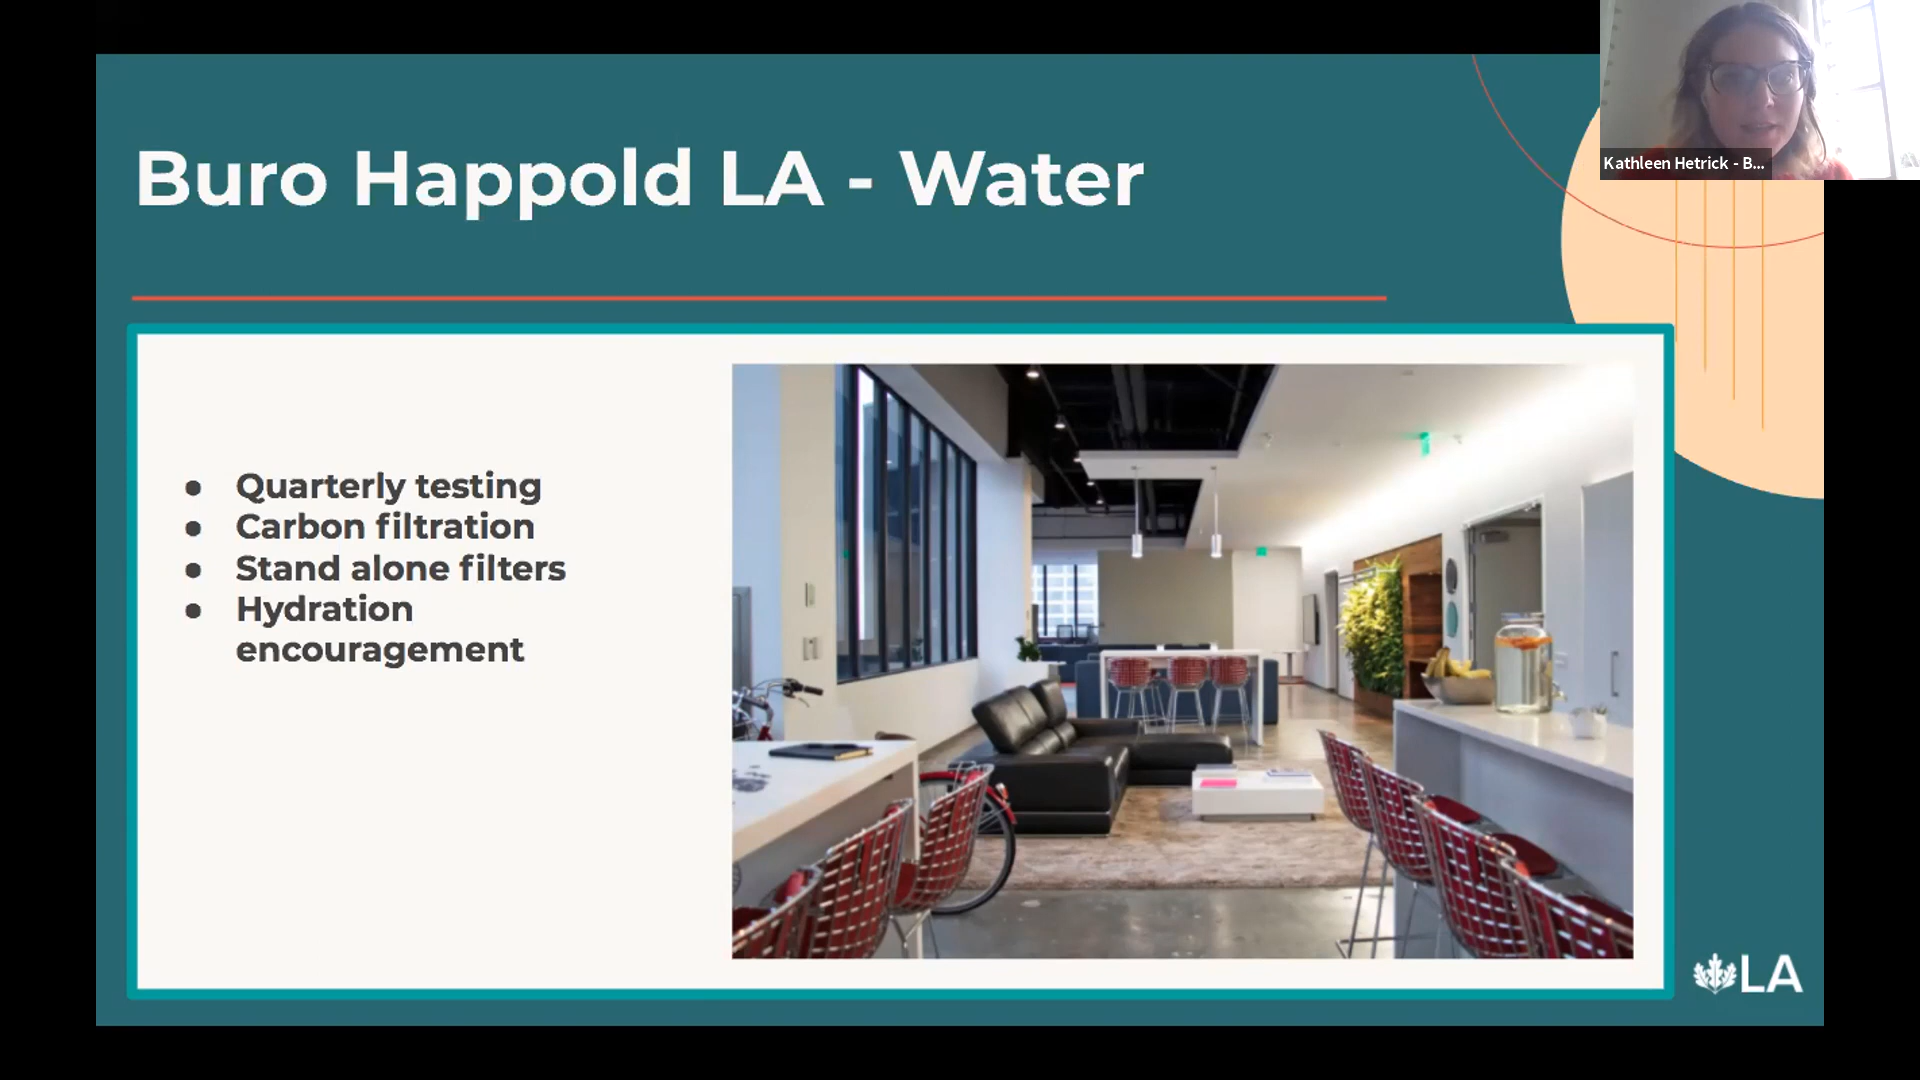 Buro Happold LA - Water
Kathleen Hetrick - B...
● Quarterly testing
● Carbon filtration
● Stand alone filters
● Hydration
encouragement
LA